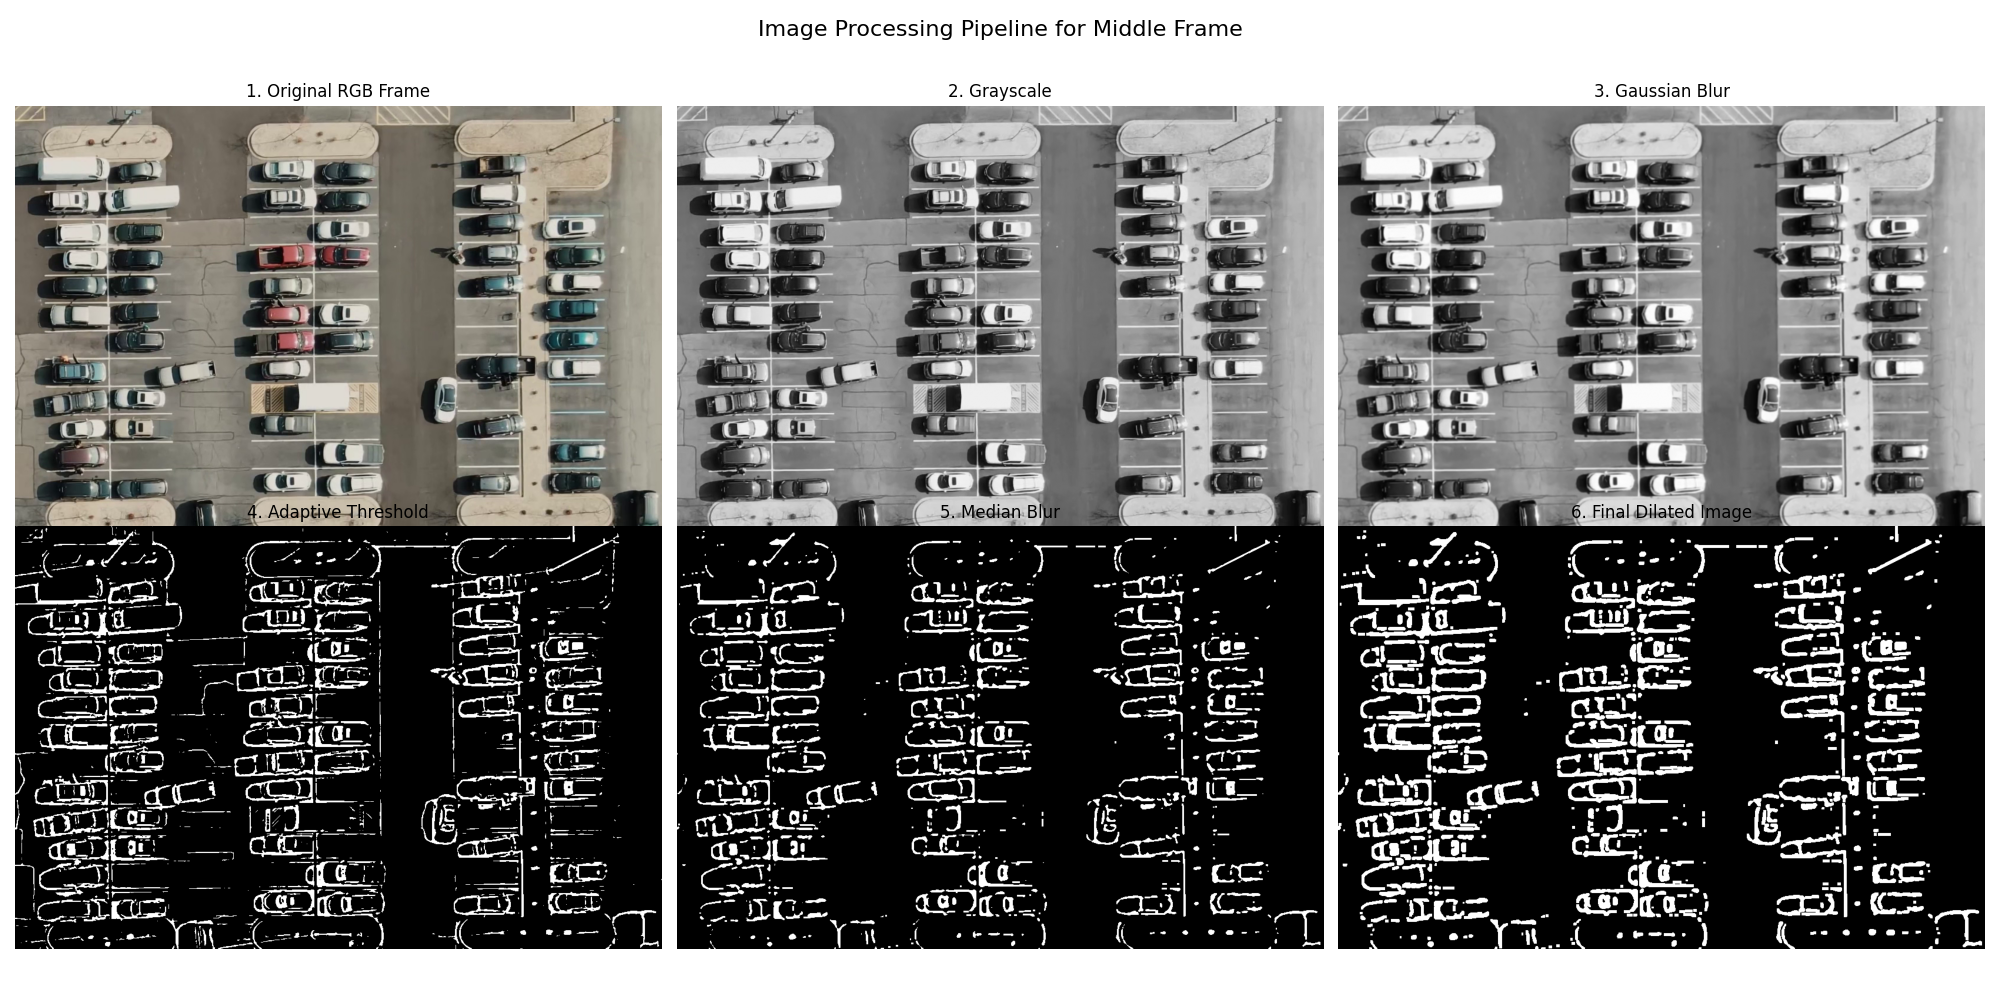 Image Processing Pipeline for Middle Frame
1. Original RGB Frame
2. Grayscale
3. Gaussian Blur
4. Adaptive Threshold
5. Median Blur
6. Final Dilated Image